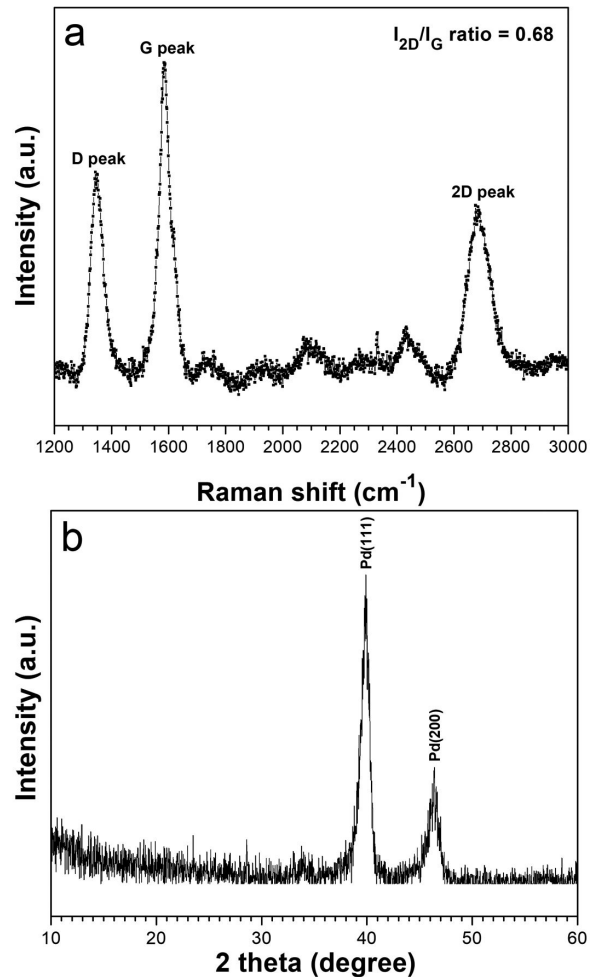 a
I2D/IG ratio = 0.68
G peak
D peak
2D peak
Intensity (a.u.)
1200 1400 1600 1800 2000 2200 2400 2600 2800 3000
Raman shift (cm-1)
b
Pd(111)
Pd(200)
Intensity (a.u.)
10 20 30 40 50 60
2 theta (degree)